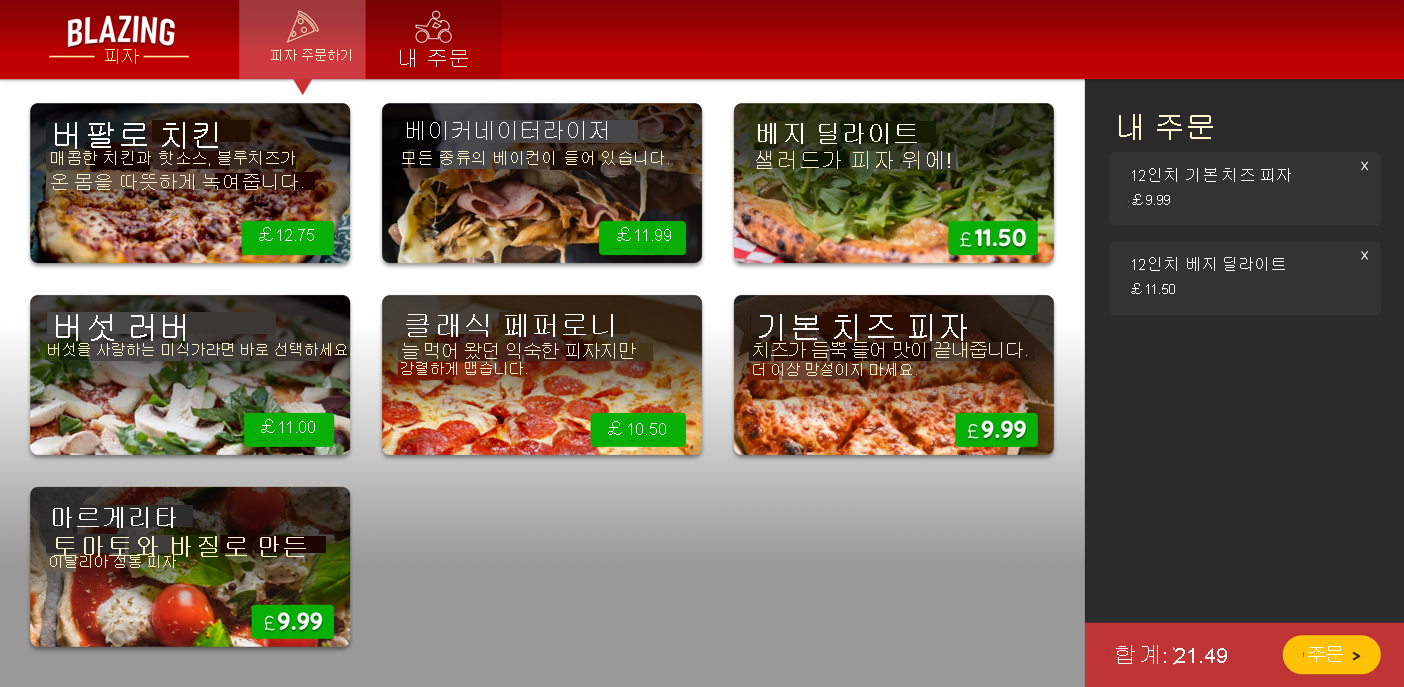 BLAZING
피자
피자 주문하기
내 주문
버팔로 치킨
매콤한 치킨과 핫소스, 블루치즈가
온 몸을 따뜻하게 녹여줍니다.
£12.75
베이커네이터라이저
모든 종류의 베이컨이 들어 있습니다.
£11.99
베지 딜라이트
샐러드가 피자 위에!
£11.50
버섯 러버
버섯을 사랑하는 미식가라면 바로 선택하세요.
£11.00
클래식 페퍼로니
늘 먹어 왔던 익숙한 피자지만
강렬하게 맵습니다.
£10.50
기본 치즈 피자
치즈가 듬뿍 들어 맛이 끝내줍니다.
더 이상 망설이지 마세요.
£9.99
마르게리타
토마토와 바질로 만든
이탈리아 정통 피자
£9.99
내 주문
12인치 기본 치즈 피자
x
£9.99
12인치 베지 딜라이트
x
£11.50
합계: 21.49
주문 >